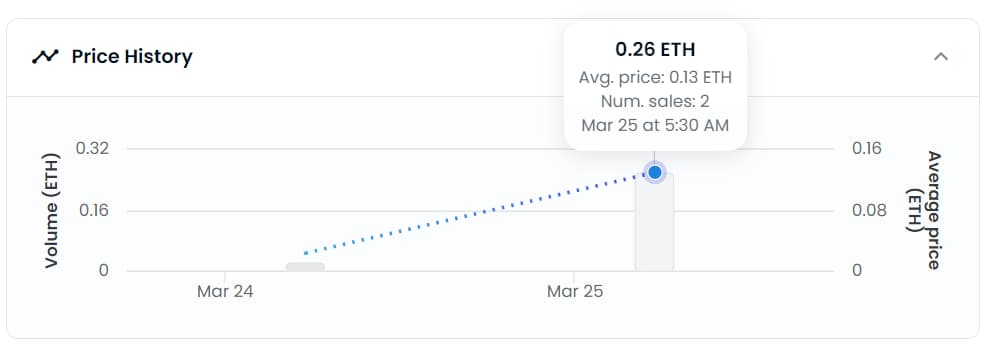 Price History
0.26 ETH
Avg. price: 0.13 ETH
Num. sales: 2
Mar 25 at 5:30 AM
Volume (ETH)
0.32
0.16
0
0.16
0.08
0
Average price
(ETH)
Mar 24
Mar 25